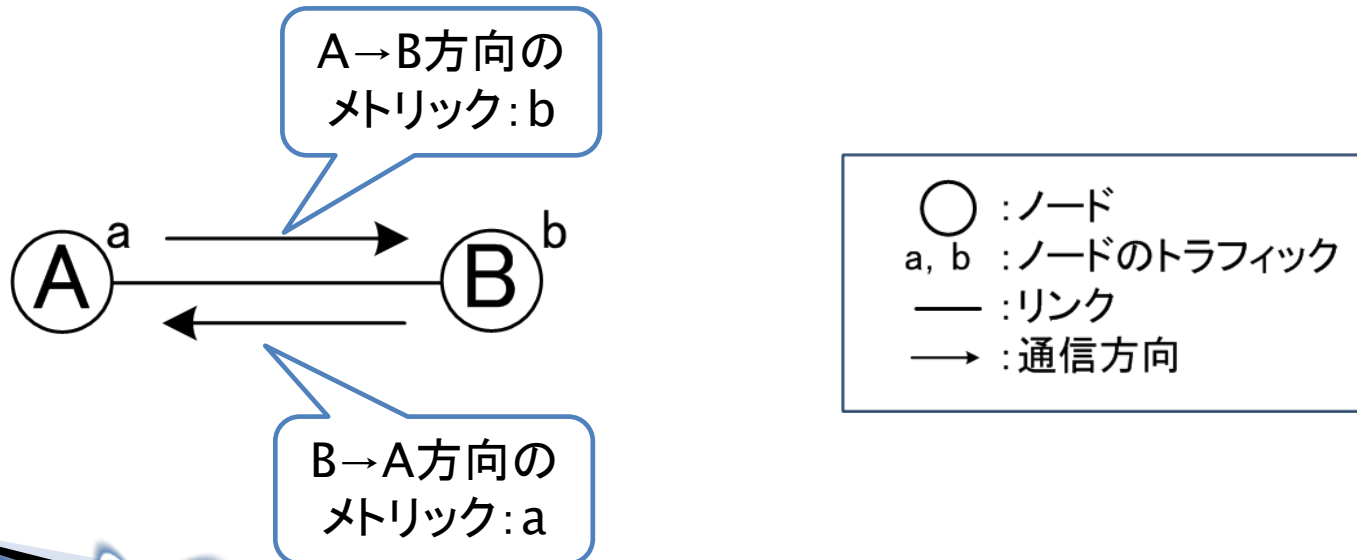 A→B方向の
メトリック:b
a
b
A
B
B→A方向の
メトリック:a
:ノード
a, b :ノードのトラフィック
:リンク
:通信方向